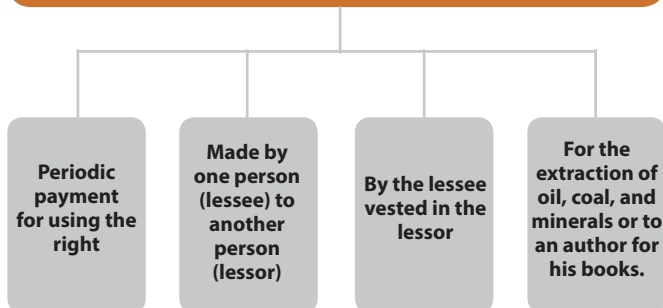 Periodic
payment
for using the
right
Made by
one person
(lessee) to
another
person
(lessor)
By the lessee
vested in the
lessor
For the
extraction of
oil, coal, and
minerals or to
an author for
his books.